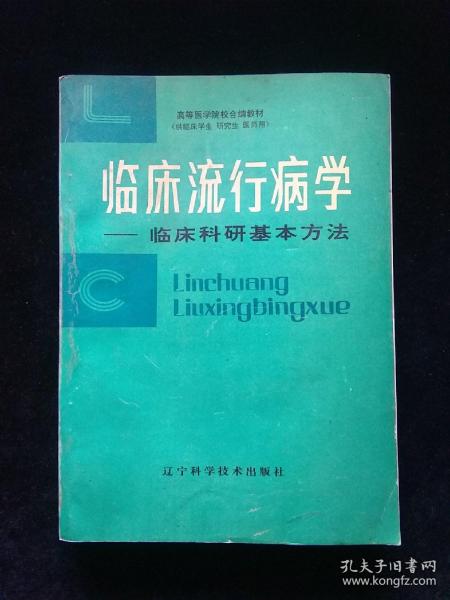 L
高等医学院校合编教材
(供临床学生 研究生 医师用)
临床流行病学
——临床科研基本方法
C
Linchuang
Liuxingbingxue
辽宁科学技术出版社
孔夫子旧书网
www.kongfz.com